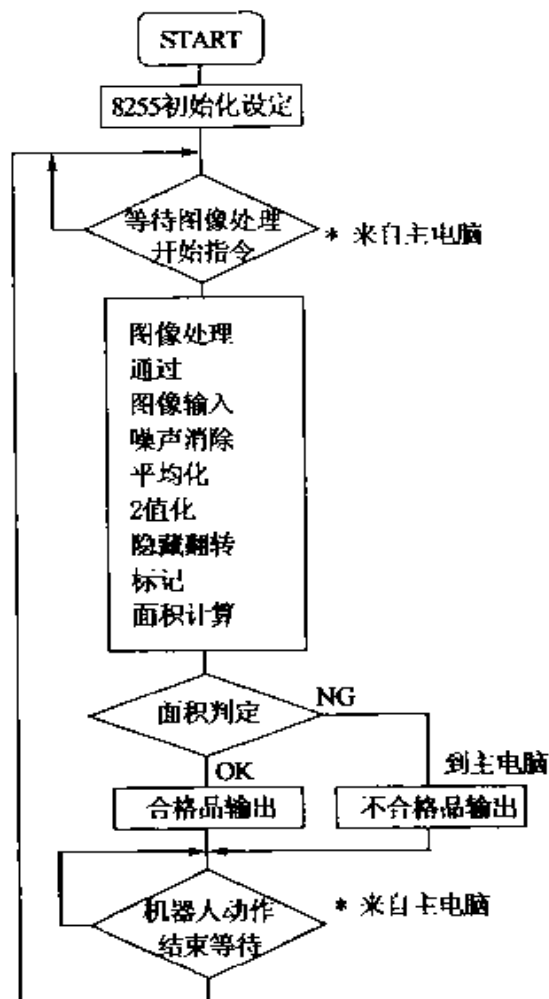 START
8255初始化设定
等待图像处理
开始指令
* 来自主电脑
图像处理
通过
图像输入
噪声消除
平均化
2值化
隐藏翻转
标记
面积计算
面积判定
NG
OK
到主电脑
合格品输出
不合格品输出
机器人动作
结束等待
* 来自主电脑